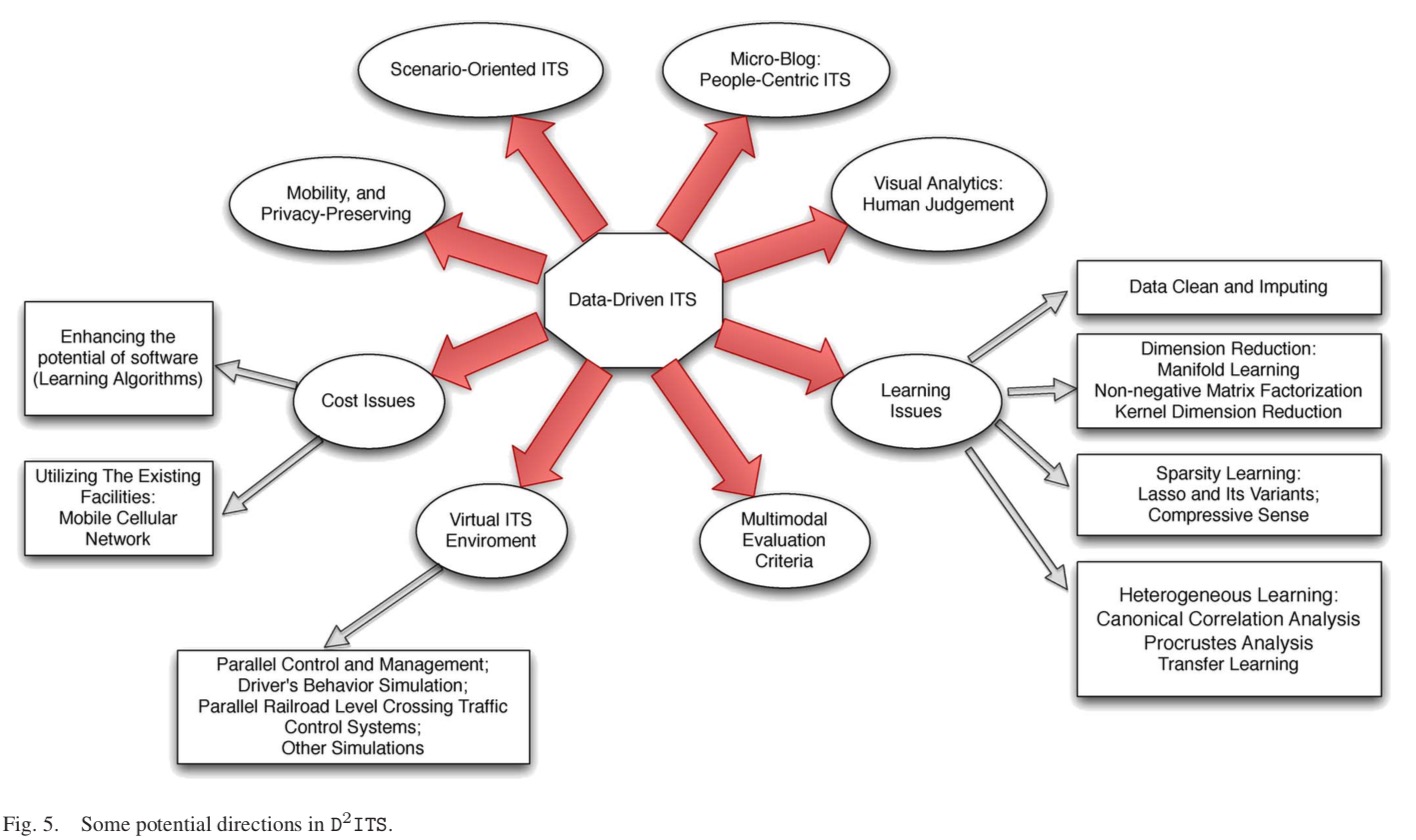 Scenario-Oriented ITS
Micro-Blog:
People-Centric ITS
Mobility, and
Privacy-Preserving
Visual Analytics:
Human Judgement
Data-Driven ITS
Enhancing the
potential of software
(Learning Algorithms)
Cost Issues
Utilizing The Existing
Facilities:
Mobile Cellular
Network
Learning
Issues
Data Clean and Imputing
Dimension Reduction:
Manifold Learning
Non-negative Matrix Factorization
Kernel Dimension Reduction
Sparsity Learning:
Lasso and Its Variants;
Compressive Sense
Heterogeneous Learning:
Canonical Correlation Analysis
Procrustes Analysis
Transfer Learning
Virtual ITS
Enviroment
Multimodal
Evaluation
Criteria
Parallel Control and Management;
Driver's Behavior Simulation;
Parallel Railroad Level Crossing Traffic
Control Systems;
Other Simulations
Fig. 5. Some potential directions in D²ITS.